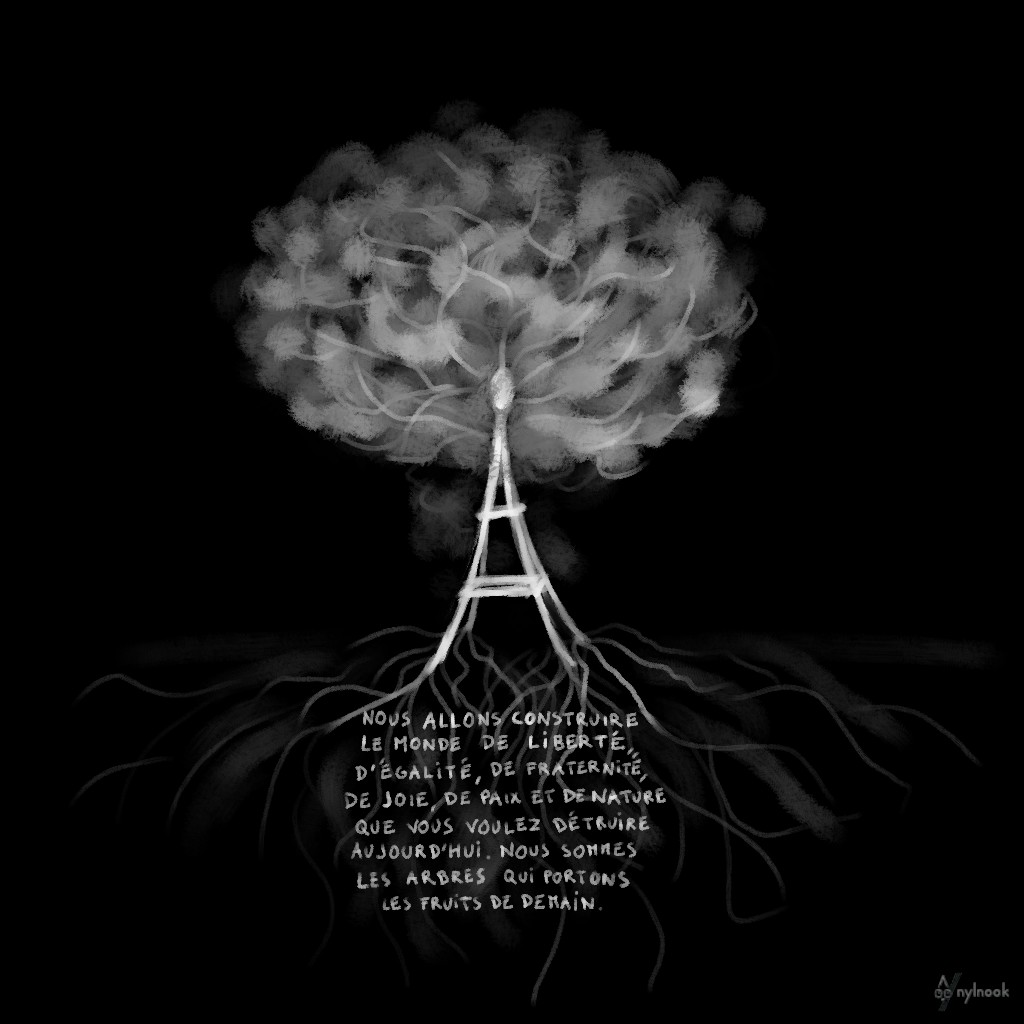 NOUS ALLONS CONSTRUIRE
LE MONDE DE LIBERTÉ,
D'ÉGALITÉ, DE FRATERNITÉ,
DE JOIE, DE PAIX ET DE NATURE
QUE VOUS VOULEZ DÉTRUIRE
AUJOURD'HUI. NOUS SOMMES
LES ARBRES QUI PORTONS
LES FRUITS DE DEMAIN.
nylnook